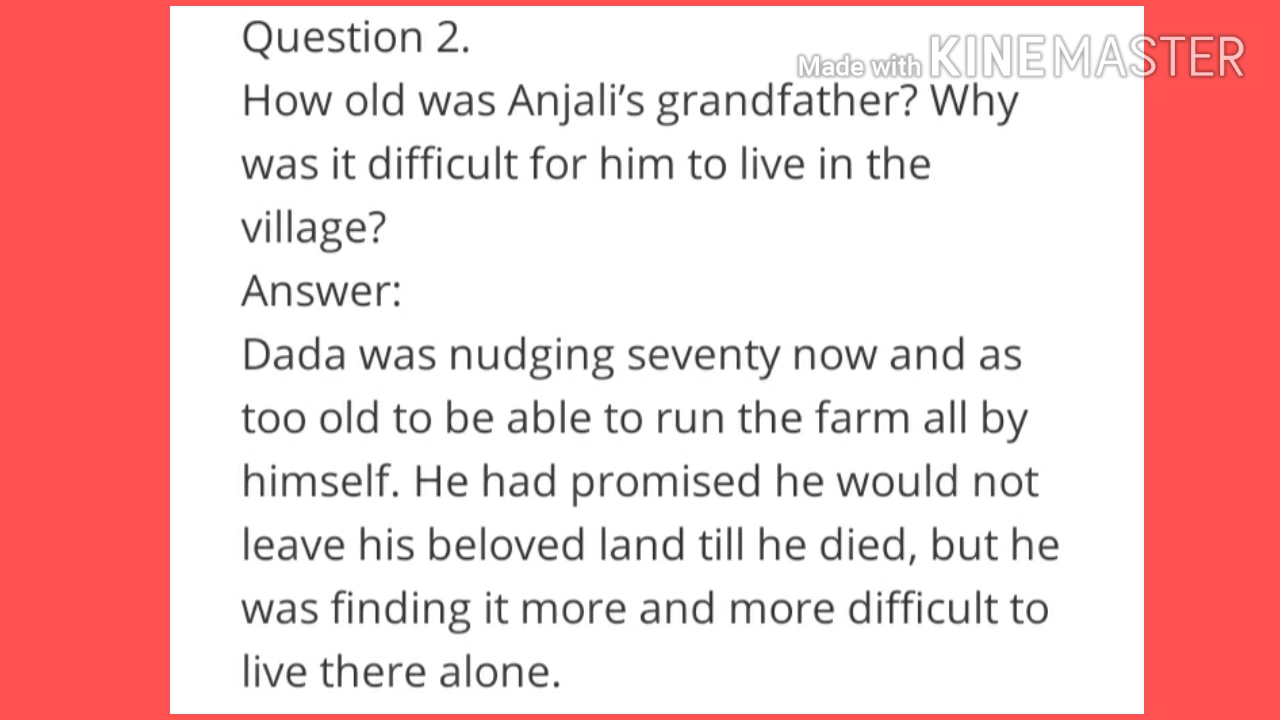 Question 2.
Made with KINEMASTER
How old was Anjali’s grandfather? Why
was it difficult for him to live in the
village?
Answer:
Dada was nudging seventy now and as
too old to be able to run the farm all by
himself. He had promised he would not
leave his beloved land till he died, but he
was finding it more and more difficult to
live there alone.